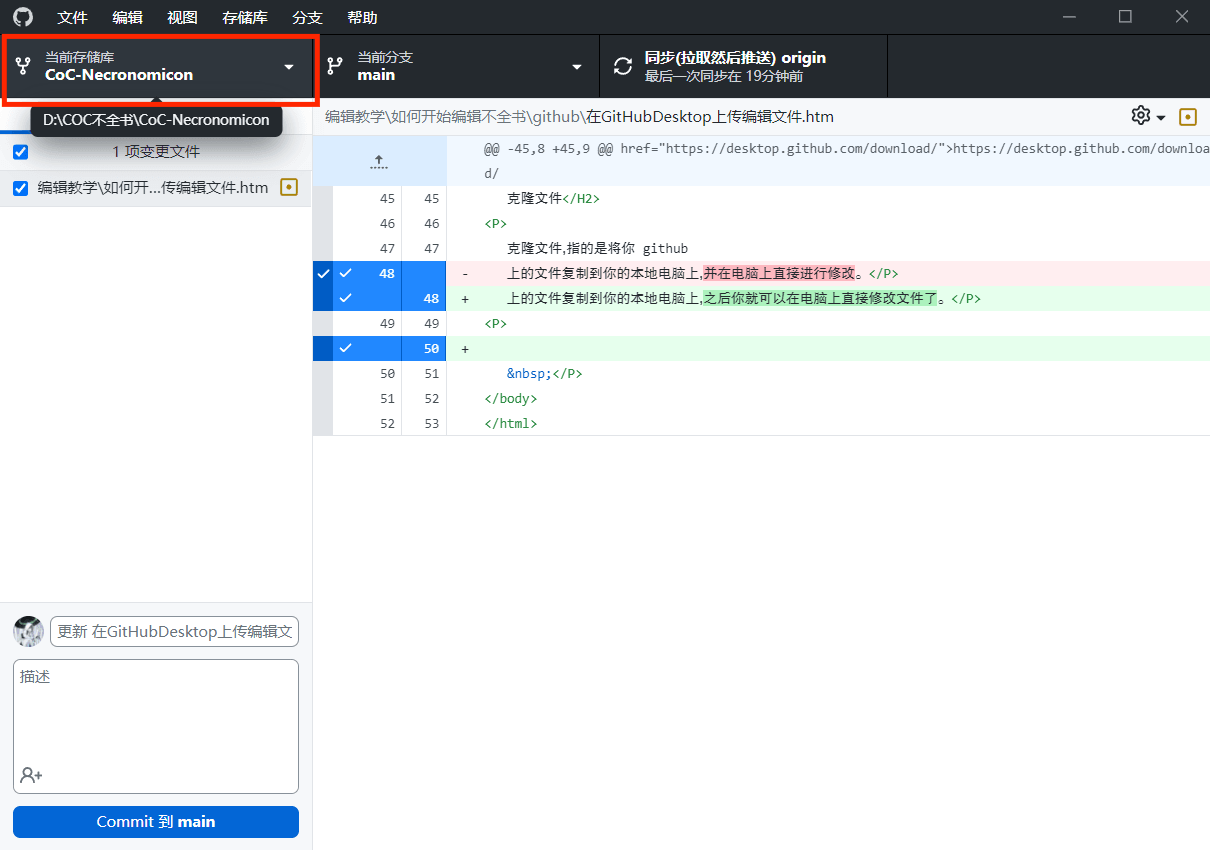 文件 编辑 视图 存储库 分支 帮助
当前存储库
CoC-Necronomicon
当前分支
main
同步(拉取然后推送) origin
最后一次同步在 19分钟前
D:\COC不全书\CoC-Necronomicon
1 项变更文件
编辑教学\如何开...传编辑文件.htm
编辑教学\如何开始编辑不全书\github\在GitHubDesktop上传编辑文件.htm
@@ -45,8 +45,9 @@ href="https://desktop.github.com/download/">https://desktop.github.com/downloa
d/
45 45 克隆文件</H2>
46 46 <P>
47 47 克隆文件,指的是将你 github
48 - 上的文件复制到你的本地电脑上,并在电脑上直接进行修改。</P>
48 + 上的文件复制到你的本地电脑上,之后你就可以在电脑上直接修改文件了。</P>
49 49 <P>
50 +
50 51 &nbsp;</P>
51 52 </body>
52 53 </html>
更新 在GitHubDesktop上传编辑文
描述
Commit 到 main